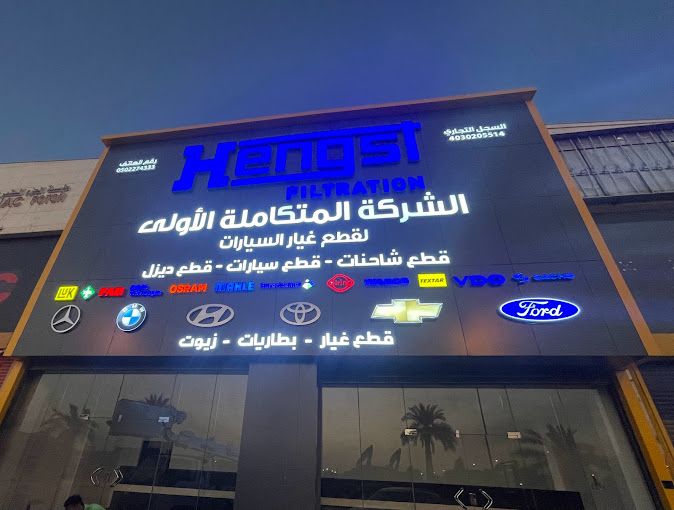 السجل التجاري
4030205514
رقم الهاتف
0502274333
Hengst
FILTRATION
الشركة المتكاملة الأولى
لقطع غيار السيارات
قطع شاحنات - قطع سيارات - قطع ديزل
LUK OSRAM MAHLE WABCO TEXTAR VDO
Ford
قطع غيار - بطاريات - زيوت